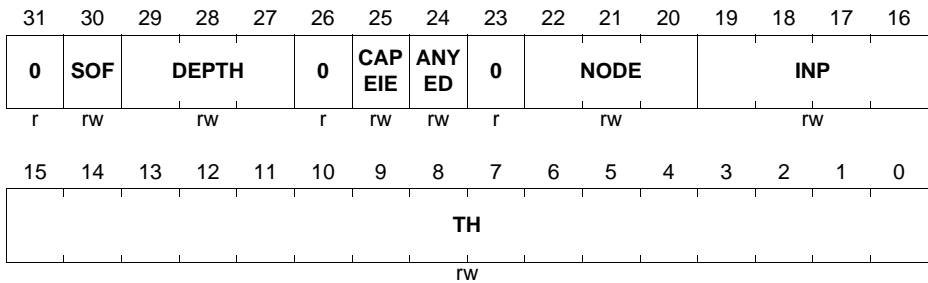 31 30 29 28 27 26 25 24 23 22 21 20 19 18 17 16
0 SOF DEPTH 0 CAP EIE ANY ED 0 NODE INP
r rw rw r rw rw r rw rw
15 14 13 12 11 10 9 8 7 6 5 4 3 2 1 0
TH
rw